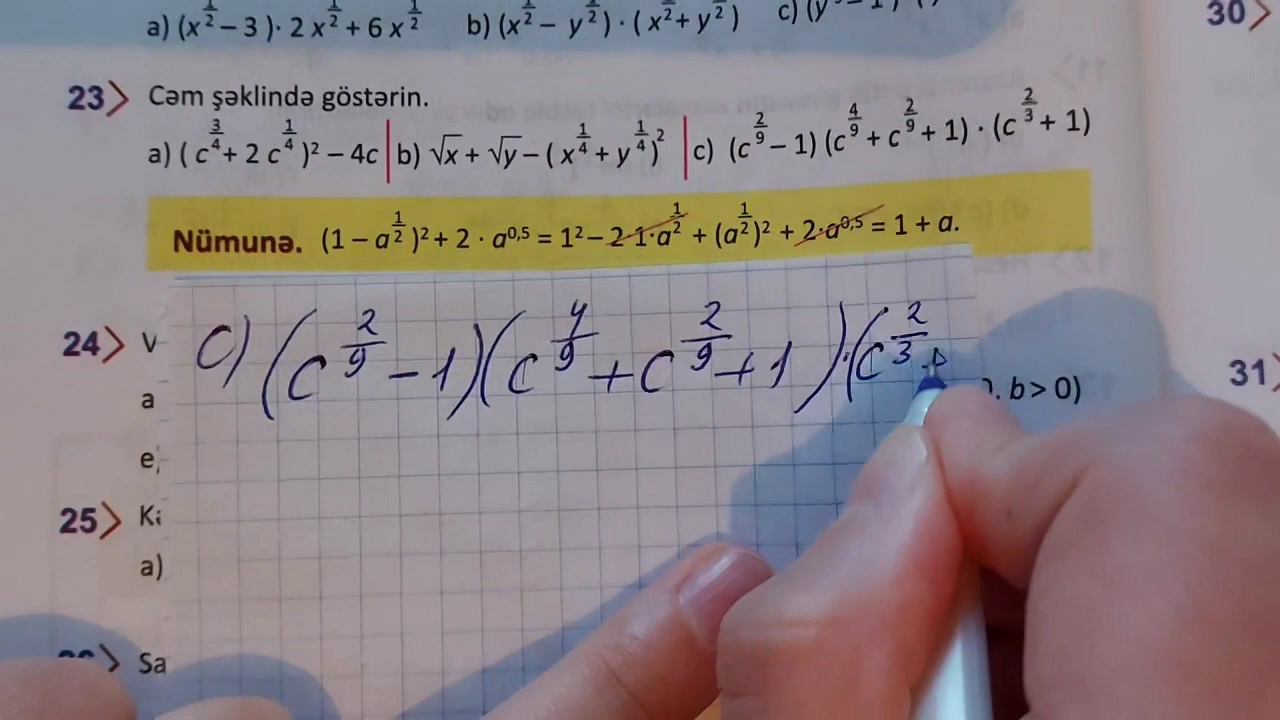 a) (x^{1/2} – 3 )· 2 x^{1/2} + 6 x^{1/2} b) (x^{1/2} – y^{1/2}) · ( x^{1/2} + y^{1/2})
30
23 Cəm şəklində göstərin.
a) ( c^{3/4} + 2 c^{1/4} )² – 4c b) √x + √y – ( x^{1/4} + y^{1/4})² c) (c^{2/9} – 1) (c^{4/9} + c^{2/9} + 1) · (c^{2/3} + 1)
Nümunə. (1 – a^{1/2} )² + 2 · a^{0,5} = 1² – 2·1·a^{1/2} + (a^{1/2})² + 2·a^{0,5} = 1 + a.
24 V
c) (c^{2/9} – 1)(c^{4/9} + c^{2/9} + 1)·(c^{2/3} +
a b > 0)
31
e
25
a)
Sa